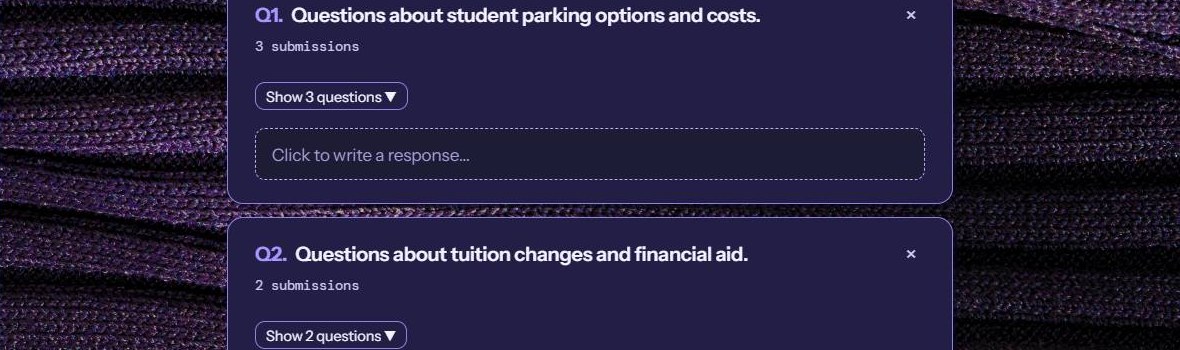 Q1. Questions about student parking options and costs.
×
3 submissions
Show 3 questions ▼
Click to write a response...
Q2. Questions about tuition changes and financial aid.
×
2 submissions
Show 2 questions ▼